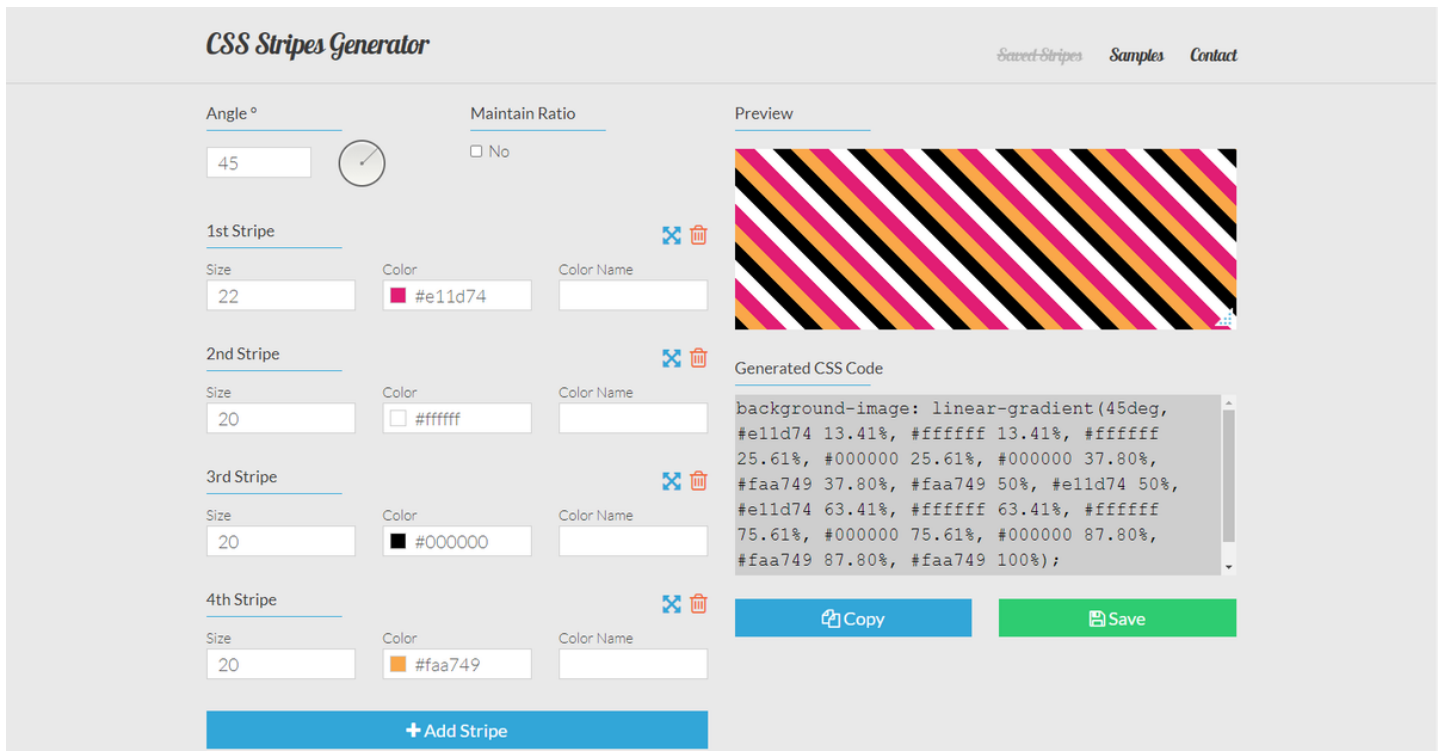 CSS Stripes Generator
Saved Stripes Samples Contact
Angle °
45
Maintain Ratio
No
1st Stripe
Size Color Color Name
22 #e11d74
2nd Stripe
Size Color Color Name
20 #ffffff
3rd Stripe
Size Color Color Name
20 #000000
4th Stripe
Size Color Color Name
20 #faa749
Add Stripe
Preview
Generated CSS Code
background-image: linear-gradient(45deg,
#e11d74 13.41%, #ffffff 13.41%, #ffffff
25.61%, #000000 25.61%, #000000 37.80%,
#faa749 37.80%, #faa749 50%, #e11d74 50%,
#e11d74 63.41%, #ffffff 63.41%, #ffffff
75.61%, #000000 75.61%, #000000 87.80%,
#faa749 87.80%, #faa749 100%);
Copy Save